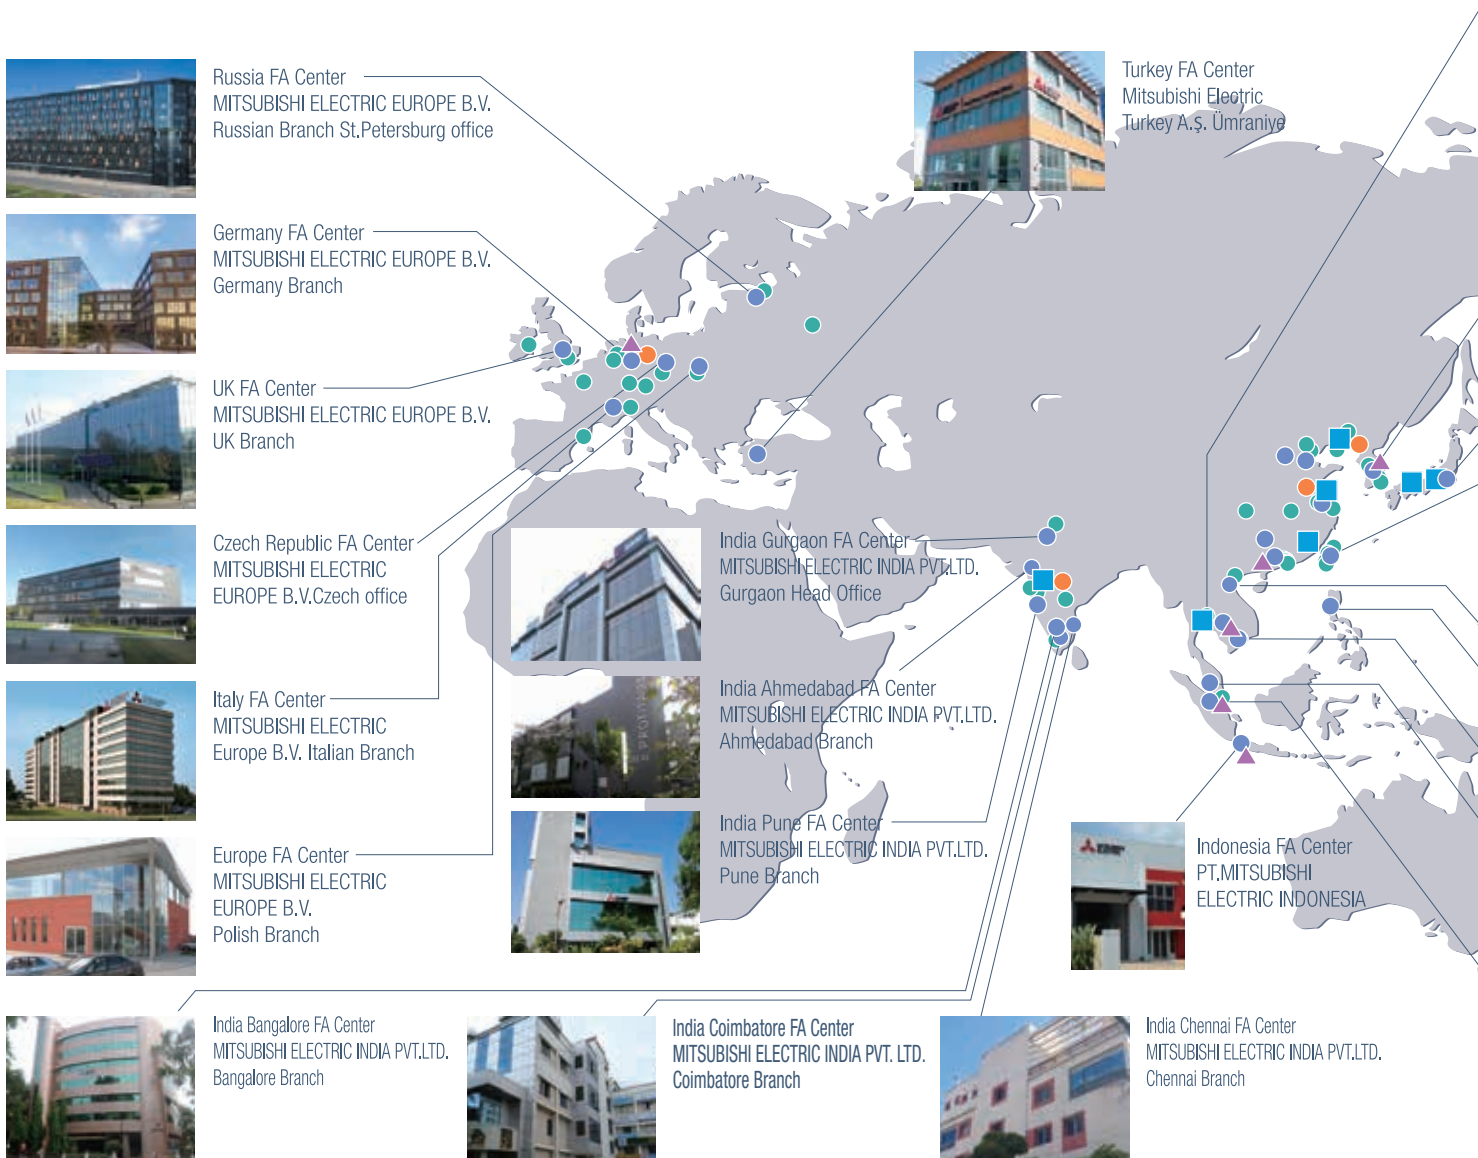 Russia FA Center
MITSUBISHI ELECTRIC EUROPE B.V.
Russian Branch St.Petersburg office
Germany FA Center
MITSUBISHI ELECTRIC EUROPE B.V.
Germany Branch
UK FA Center
MITSUBISHI ELECTRIC EUROPE B.V.
UK Branch
Czech Republic FA Center
MITSUBISHI ELECTRIC
EUROPE B.V.Czech office
Italy FA Center
MITSUBISHI ELECTRIC
Europe B.V. Italian Branch
Europe FA Center
MITSUBISHI ELECTRIC
EUROPE B.V.
Polish Branch
Turkey FA Center
Mitsubishi Electric
Turkey A.Ş. Ümraniye
India Gurgaon FA Center
MITSUBISHI ELECTRIC INDIA PVT.LTD.
Gurgaon Head Office
India Ahmedabad FA Center
MITSUBISHI ELECTRIC INDIA PVT.LTD.
Ahmedabad Branch
India Pune FA Center
MITSUBISHI ELECTRIC INDIA PVT.LTD.
Pune Branch
Indonesia FA Center
PT.MITSUBISHI
ELECTRIC INDONESIA
India Bangalore FA Center
MITSUBISHI ELECTRIC INDIA PVT.LTD.
Bangalore Branch
India Coimbatore FA Center
MITSUBISHI ELECTRIC INDIA PVT. LTD.
Coimbatore Branch
India Chennai FA Center
MITSUBISHI ELECTRIC INDIA PVT.LTD.
Chennai Branch